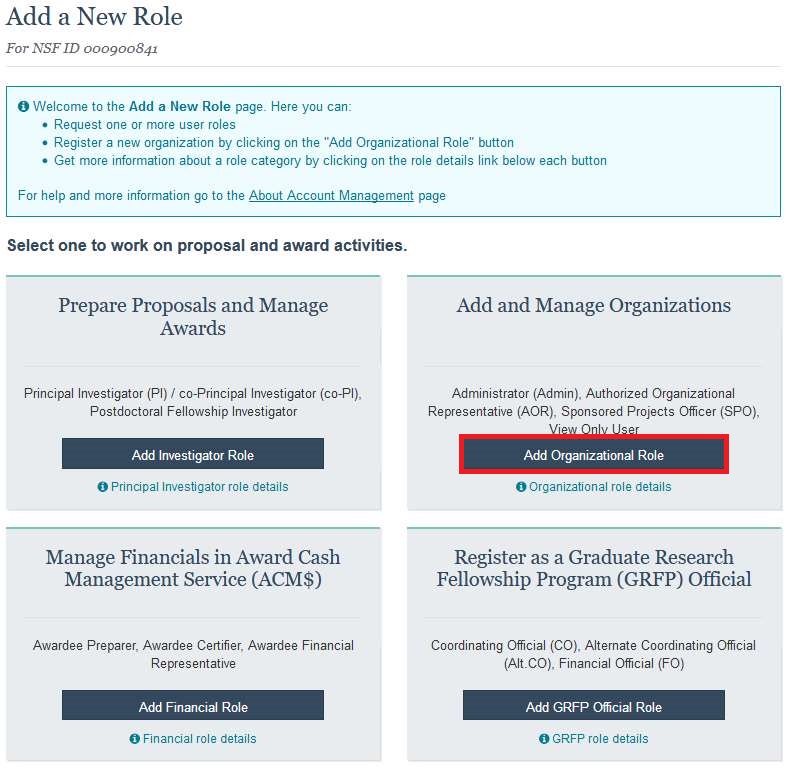 Add a New Role
For NSF ID 000900841
Welcome to the Add a New Role page. Here you can:
• Request one or more user roles
• Register a new organization by clicking on the "Add Organizational Role" button
• Get more information about a role category by clicking on the role details link below each button
For help and more information go to the About Account Management page
Select one to work on proposal and award activities.
Prepare Proposals and Manage
Awards
Principal Investigator (PI) / co-Principal Investigator (co-PI),
Postdoctoral Fellowship Investigator
Add Investigator Role
Principal Investigator role details
Add and Manage Organizations
Administrator (Admin), Authorized Organizational
Representative (AOR), Sponsored Projects Officer (SPO),
View Only User
Add Organizational Role
Organizational role details
Manage Financials in Award Cash
Management Service (ACM$)
Awardee Preparer, Awardee Certifier, Awardee Financial
Representative
Add Financial Role
Financial role details
Register as a Graduate Research
Fellowship Program (GRFP) Official
Coordinating Official (CO), Alternate Coordinating Official
(Alt.CO), Financial Official (FO)
Add GRFP Official Role
GRFP role details